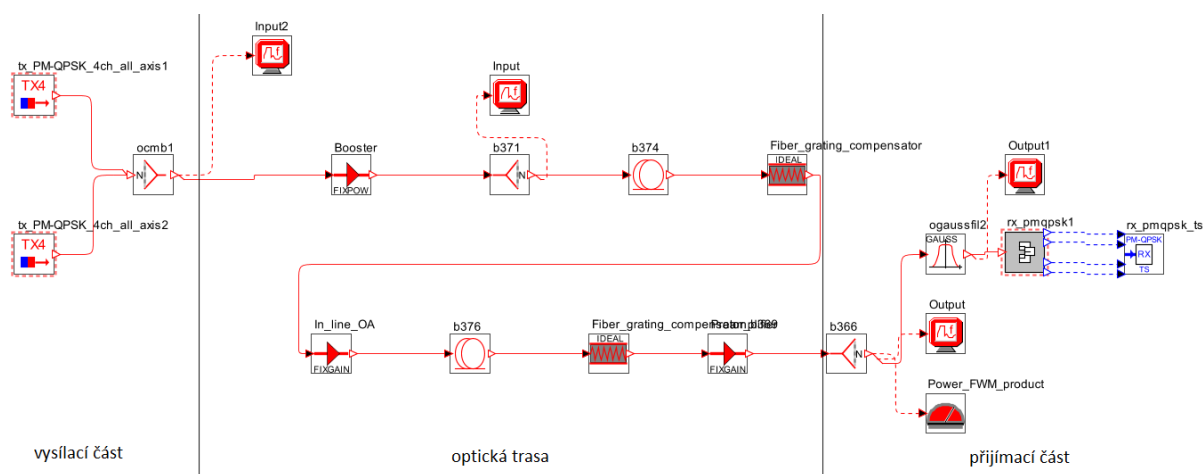 Input2
tx_PM-QPSK_4ch_all_axis1
TX4
Input
ocmb1
N
Booster
FIXPOW
b371
N
b374
Fiber_grating_compensator
IDEAL
Output1
tx_PM-QPSK_4ch_all_axis2
TX4
ogaussfil2
GAUSS
rx_pmqpsk1
rx_pmqpsk_ts
PM-QPSK
RX
TS
In_line_OA
FIXGAIN
b376
Fiber_grating_compensator
IDEAL
FIXGAIN
b366
N
Output
Power_FWM_product
vysílací část
optická trasa
přijímací část